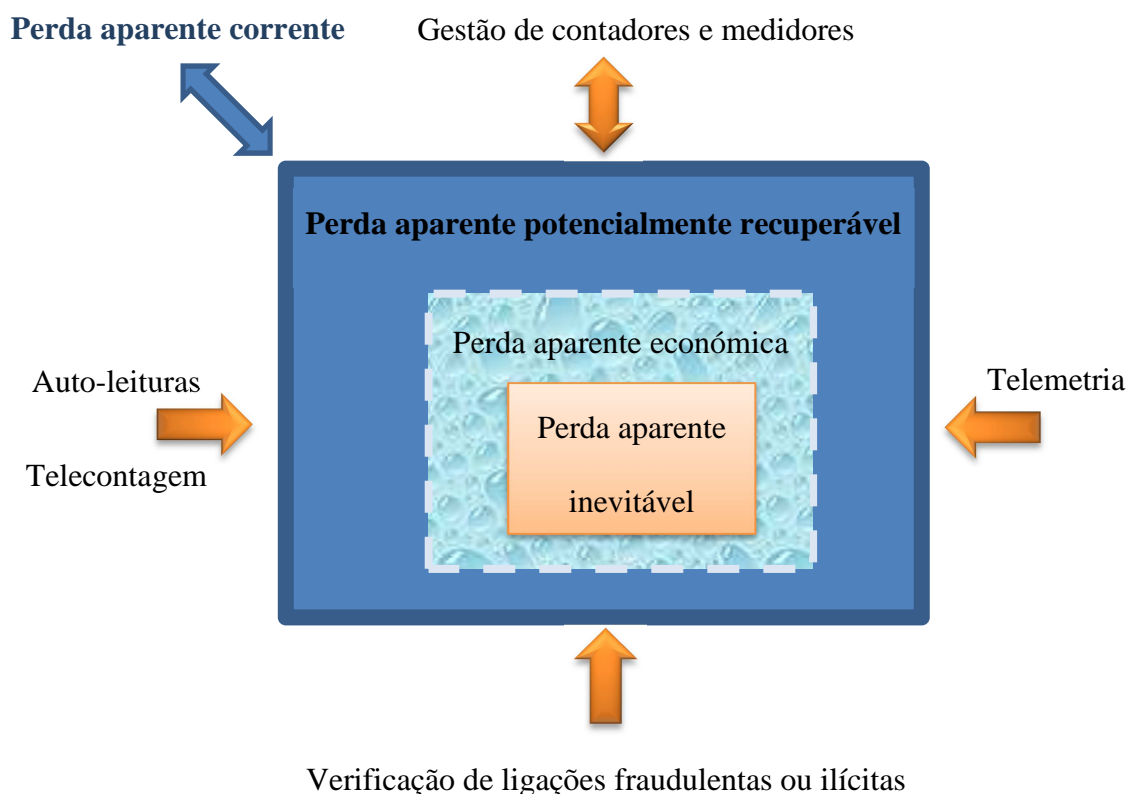 Perda aparente corrente
Gestão de contadores e medidores
Perda aparente potencialmente recuperável
Perda aparente económica
Auto-leituras
Telemetria
Perda aparente
Telecontagem
inevitável
Verificação de ligações fraudulentas ou ilícitas